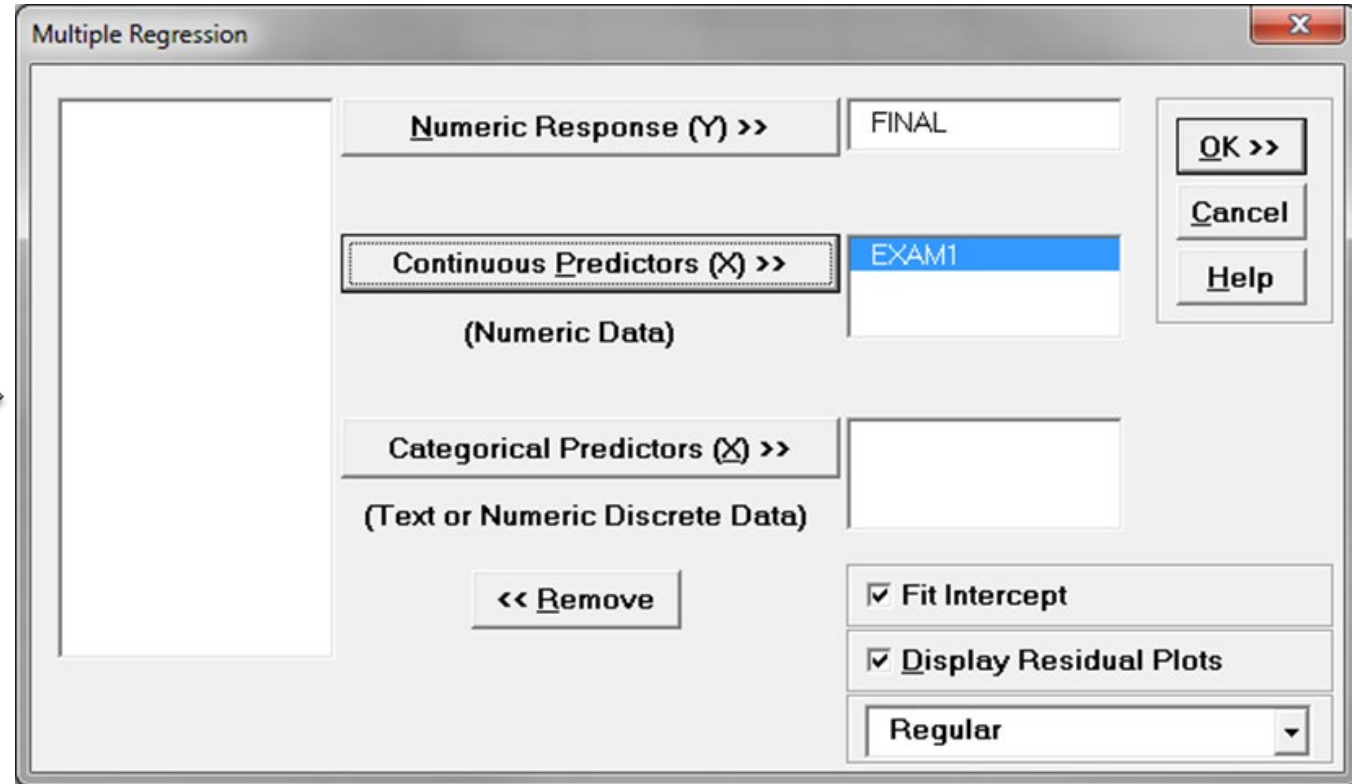 Multiple Regression
Numeric Response (Y) >>
FINAL
OK >>
Cancel
Continuous Predictors (X) >>
EXAM1
Help
(Numeric Data)
Categorical Predictors (X) >>
(Text or Numeric Discrete Data)
<< Remove
Fit Intercept
Display Residual Plots
Regular